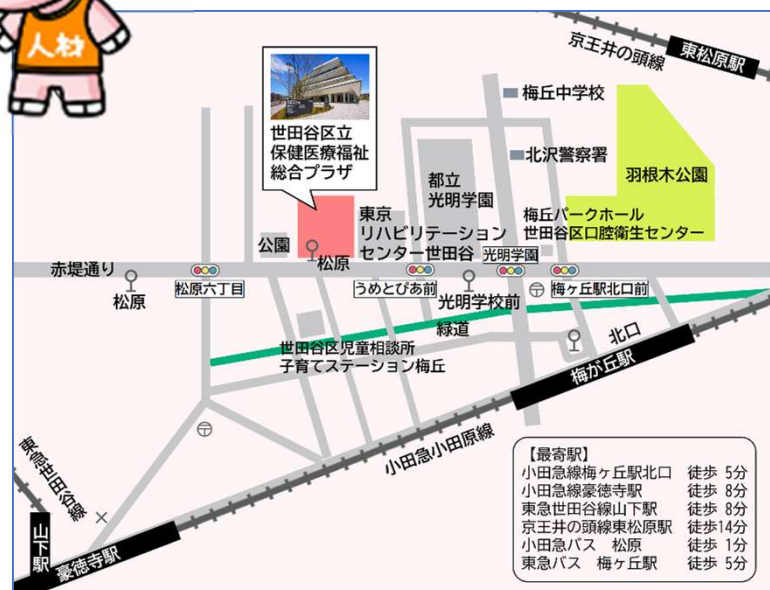 人材
京王井の頭線
東松原駅
梅丘中学校
世田谷区立
保健医療福祉
総合プラザ
北沢警察署
羽根木公園
都立
光明学園
東京
リハビリテーション
センター世田谷
梅丘パークホール
世田谷区口腔衛生センター
公園
松原
光明学園
赤堤通り
松原
松原六丁目
うめとぴあ前
光明学校前
梅ヶ丘駅北口前
緑道
世田谷区児童相談所
子育てステーション梅丘
北口
梅が丘駅
小田急小田原線
東急世田谷線
山下駅
豪徳寺駅
【最寄駅】
小田急線梅ヶ丘駅北口 徒歩 5分
小田急線豪徳寺駅 徒歩 8分
東急世田谷線山下駅 徒歩 8分
京王井の頭線東松原駅 徒歩14分
小田急バス 松原 徒歩 1分
東急バス 梅ヶ丘駅 徒歩 5分